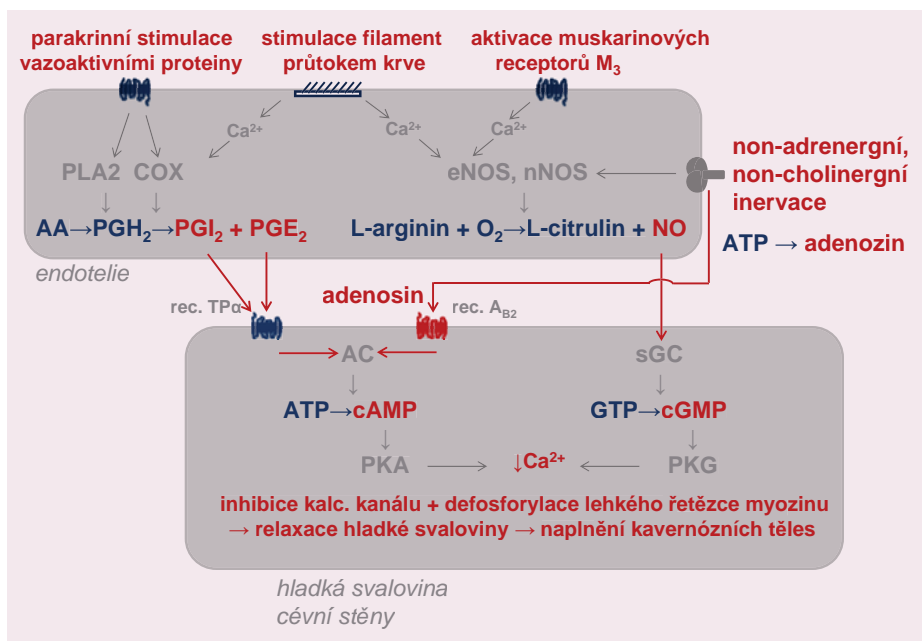 parakrinní stimulace
vazoaktivními proteiny
stimulace filament
průtokem krve
aktivace muskarinových
receptorů M₃
Ca²⁺
Ca²⁺
Ca²⁺
PLA2 COX
eNOS, nNOS
non-adrenergní,
non-cholinergní
inervace
AA→PGH₂→PGI₂ + PGE₂
L-arginin + O₂→L-citrulin + NO
ATP → adenozin
endotelie
rec. TPα
adenosin
rec. A_B2
AC
sGC
ATP→cAMP
GTP→cGMP
PKA
↓Ca²⁺
PKG
inhibice kalc. kanálu + defosforylace lehkého řetězce myozinu
→ relaxace hladké svaloviny → naplnění kavernózních těles
hladká svalovina
cévní stěny